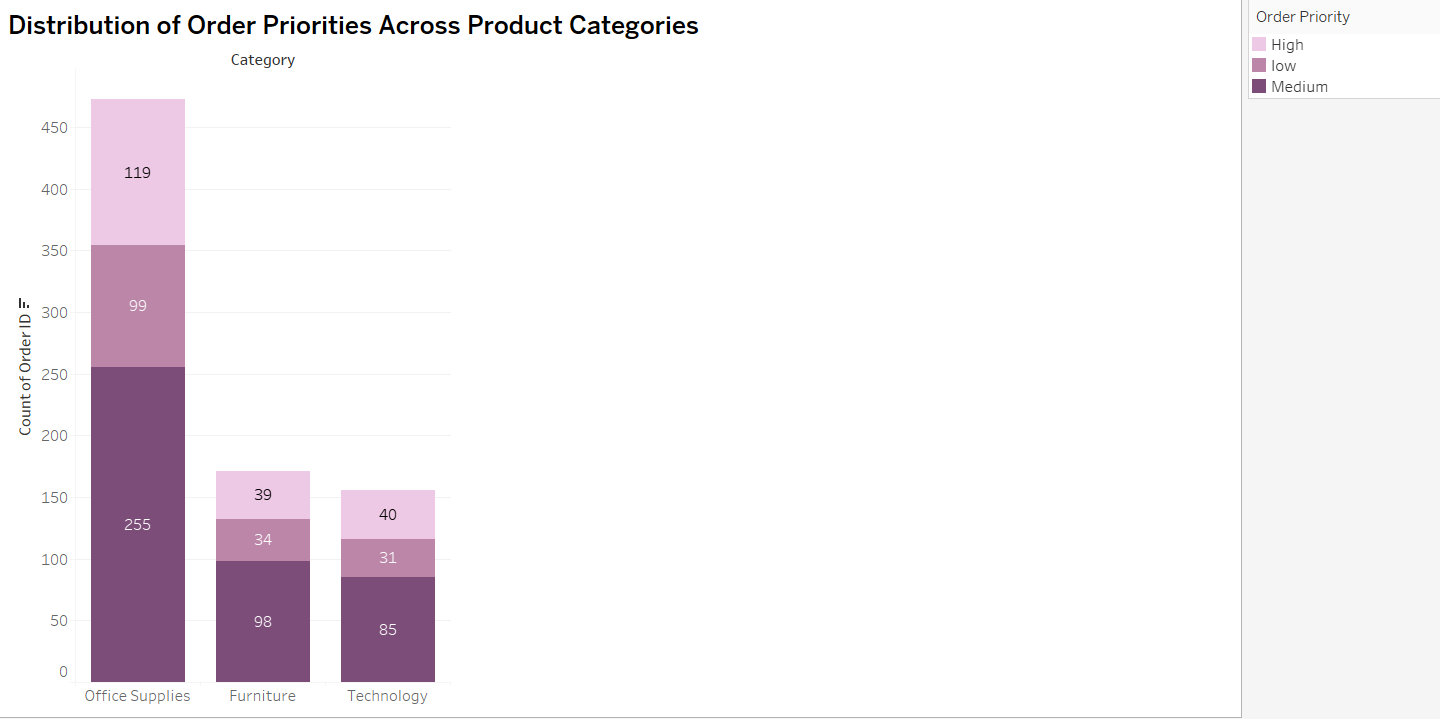 Distribution of Order Priorities Across Product Categories
Category
Order Priority
High
low
Medium
Count of Order ID
450
400
350
300
250
200
150
100
50
0
119
99
255
39
34
98
40
31
85
Office Supplies
Furniture
Technology